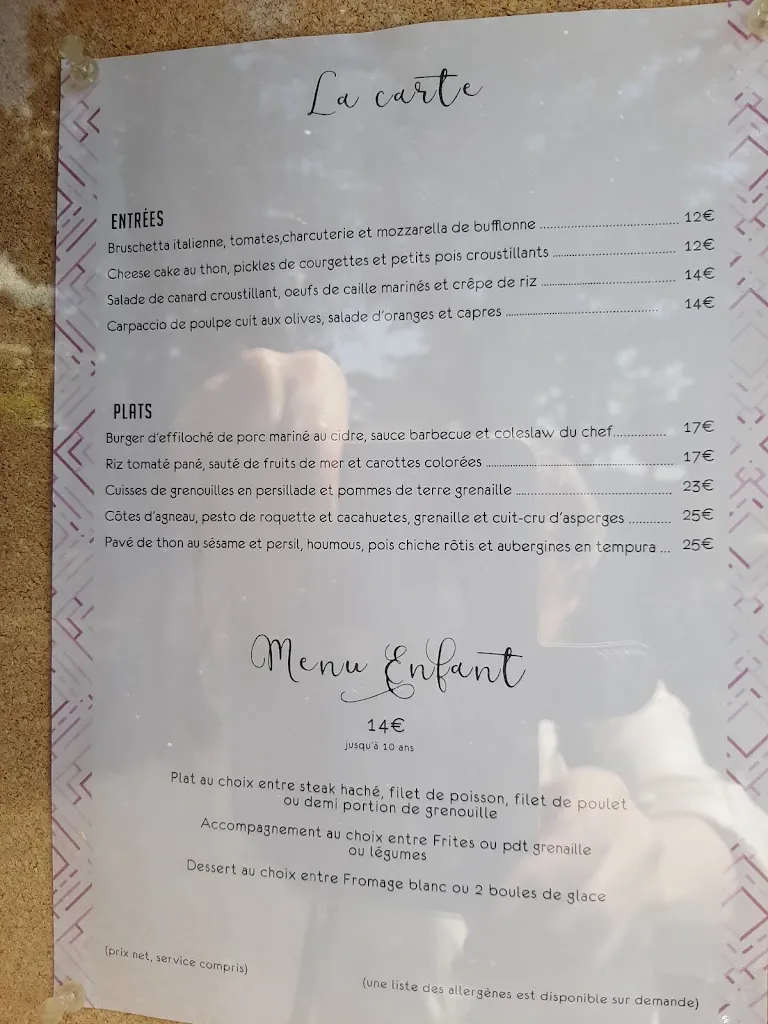 La carte
ENTRÉES
Bruschetta italienne, tomates,charcuterie et mozzarella de bufflonne ........................... 12€
Cheese cake au thon, pickles de courgettes et petits pois croustillants ........................... 12€
Salade de canard croustillant, oeufs de caille marinés et crêpe de riz ........................... 14€
Carpaccio de poulpe cuit aux olives, salade d'oranges et capres ........................... 14€
PLATS
Burger d'effiloché de porc mariné au cidre, sauce barbecue et coleslaw du chef.............. 17€
Riz tomaté pané, sauté de fruits de mer et carottes colorées ........................... 17€
Cuisses de grenouilles en persillade et pommes de terre grenaille ........................... 23€
Côtes d'agneau, pesto de roquette et cacahuetes, grenaille et cuit-cru d'asperges ........... 25€
Pavé de thon au sésame et persil, houmous, pois chiche rôtis et aubergines en tempura ... 25€
Menu Enfant
14€
jusqu'à 10 ans
Plat au choix entre steak haché, filet de poisson, filet de poulet
ou demi portion de grenouille
Accompagnement au choix entre Frites ou pdt grenaille
ou légumes
Dessert au choix entre Fromage blanc ou 2 boules de glace
(prix net, service compris)
(une liste des allergènes est disponible sur demande)